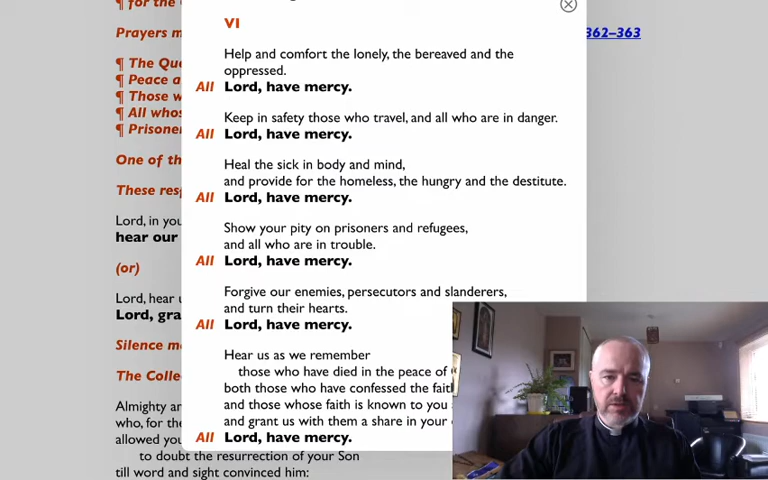 ¶ for the
Prayers m
362–363
¶ The Que
¶ Peace a
¶ Those w
¶ All whos
¶ Prisoner
One of th
These resp
Lord, in you
hear our
(or)
Lord, hear u
Lord, gra
Silence m
The Colle
Almighty an
who, for the
allowed you
to doubt the resurrection of your Son
till word and sight convinced him:
VI
Help and comfort the lonely, the bereaved and the
oppressed.
All Lord, have mercy.
Keep in safety those who travel, and all who are in danger.
All Lord, have mercy.
Heal the sick in body and mind,
and provide for the homeless, the hungry and the destitute.
All Lord, have mercy.
Show your pity on prisoners and refugees,
and all who are in trouble.
All Lord, have mercy.
Forgive our enemies, persecutors and slanderers,
and turn their hearts.
All Lord, have mercy.
Hear us as we remember
those who have died in the peace of
both those who have confessed the fait
and those whose faith is known to you
and grant us with them a share in your
All Lord, have mercy.